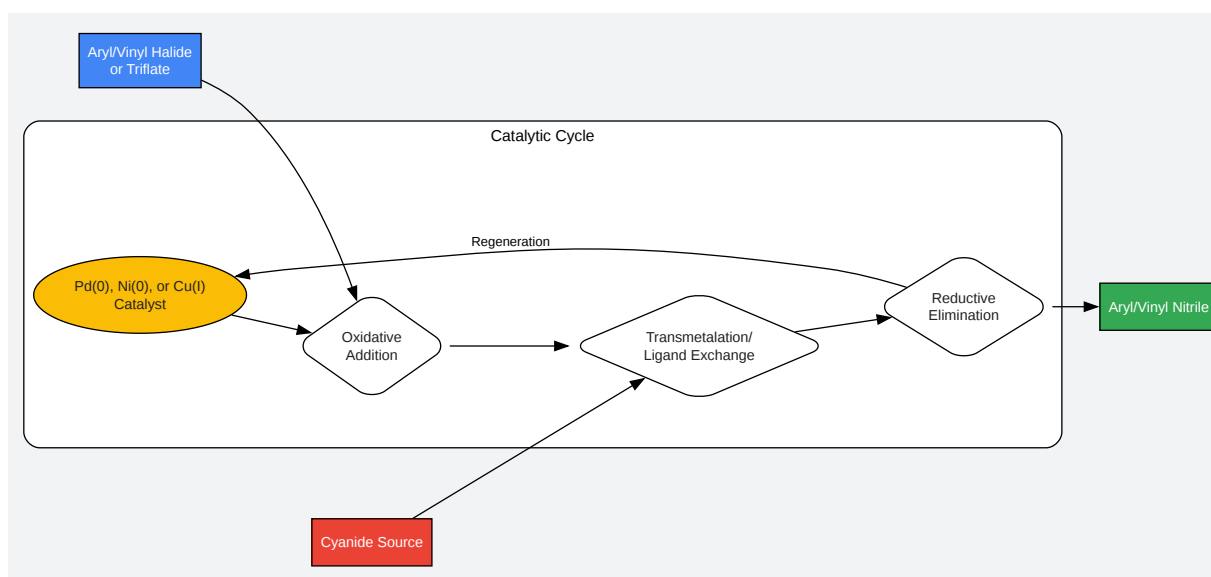 Aryl/Vinyl Halide
or Triflate
Catalytic Cycle
Regeneration
Pd(0), Ni(0), or Cu(I)
Catalyst
Oxidative
Addition
Transmetalation/
Ligand Exchange
Reductive
Elimination
Aryl/Vinyl Nitrile
Cyanide Source